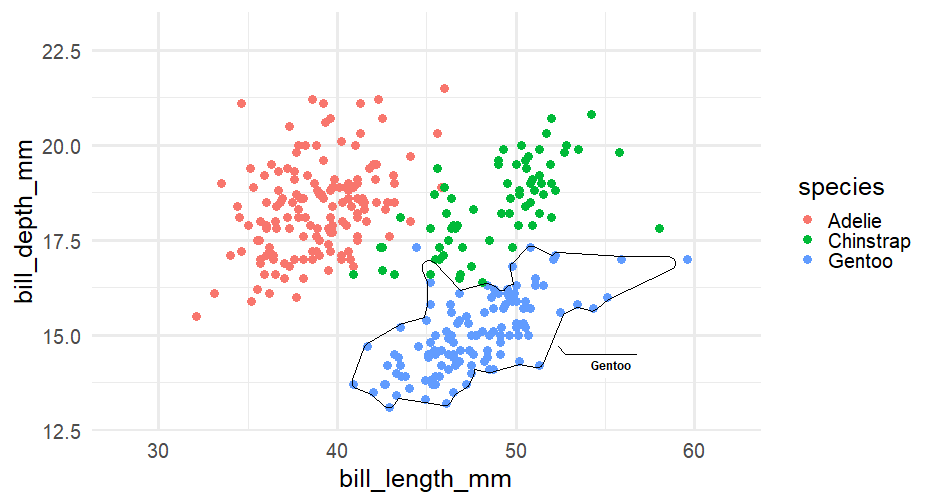 22.5
20.0
17.5
15.0
12.5
bill_depth_mm
30
40
50
60
bill_length_mm
Gentoo
species
Adelie
Chinstrap
Gentoo